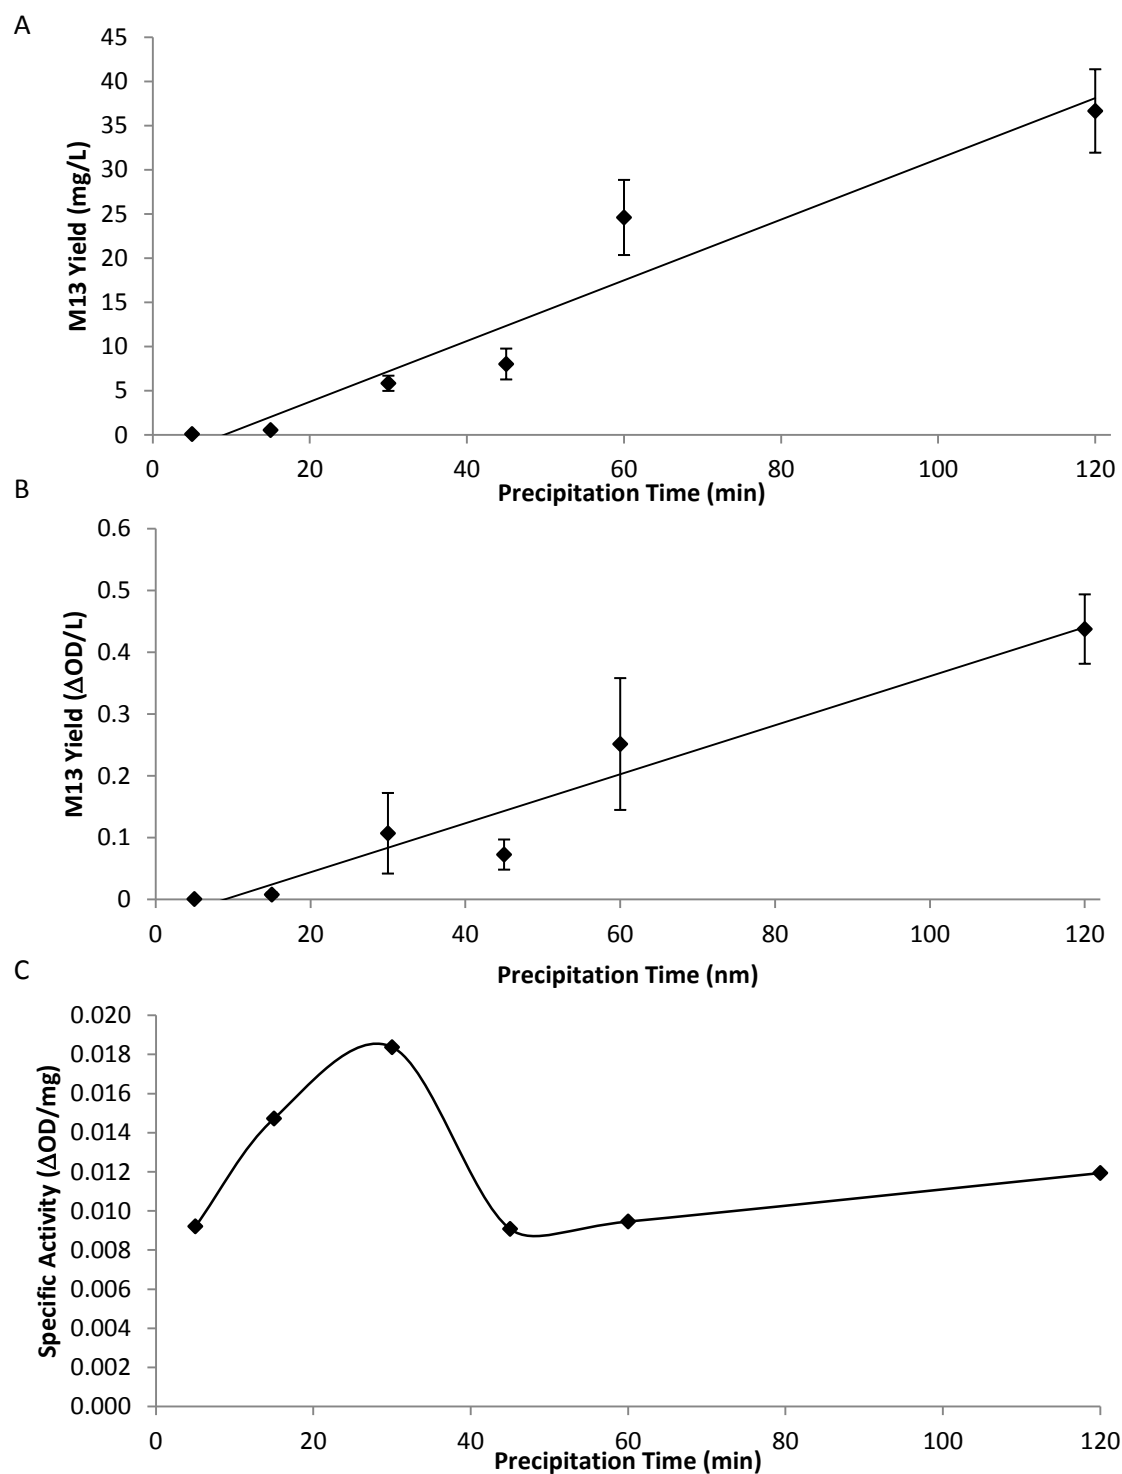 A
M13 Yield (mg/L)
45
40
35
30
25
20
15
10
5
0
0 20 40 60 80 100 120
Precipitation Time (min)
B
M13 Yield (ΔOD/L)
0.6
0.5
0.4
0.3
0.2
0.1
0
0 20 40 60 80 100 120
Precipitation Time (nm)
C
Specific Activity (ΔOD/mg)
0.020
0.018
0.016
0.014
0.012
0.010
0.008
0.006
0.004
0.002
0.000
0 20 40 60 80 100 120
Precipitation Time (min)